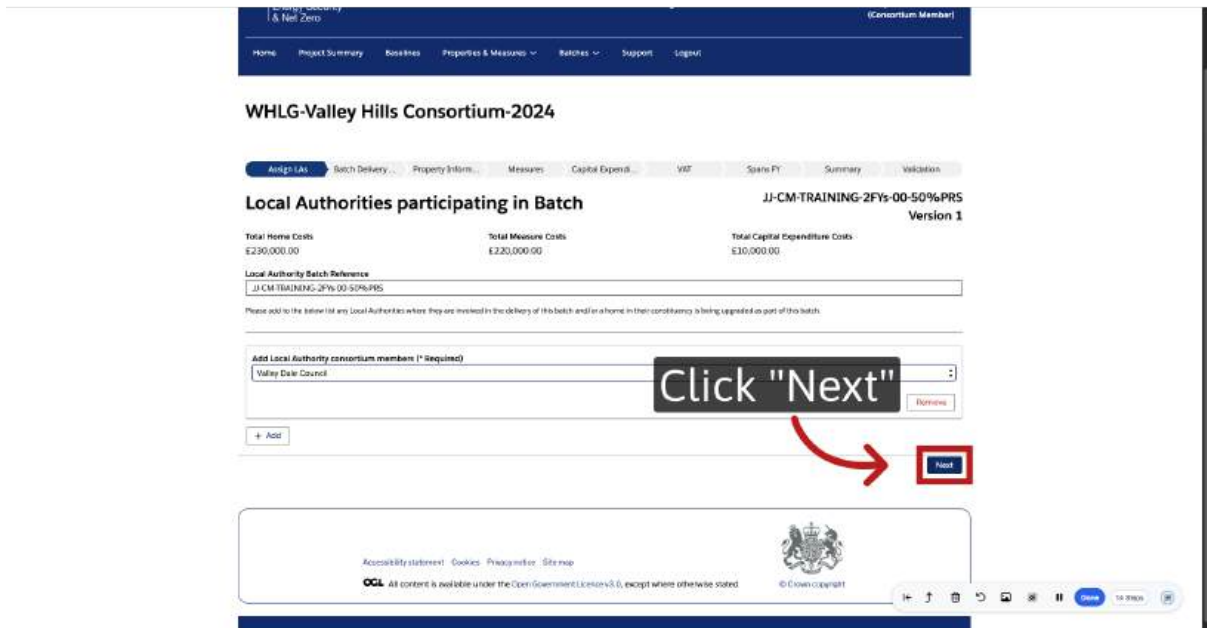 Energy Security
& Net Zero
(Consortium Member)
Home Project Summary Baselines Properties & Measures Batches Support Logout
WHLG-Valley Hills Consortium-2024
Assign LAs Batch Delivery... Property Inform... Measures Capital Expendi... VAT Spans FY Summary Validation
Local Authorities participating in Batch
JJ-CM-TRAINING-2FYs-00-50%PRS
Version 1
Total Home Costs Total Measure Costs Total Capital Expenditure Costs
£230,000.00 £220,000.00 £10,000.00
Local Authority Batch Reference
JJ-CM-TRAINING-2FYs-00-50%PRS
Please add to the below list any Local Authorities where they are involved in the delivery of this batch and/or a home in their constituency is being upgraded as part of this batch.
Add Local Authority consortium members (* Required)
Valley Dale Council
Click "Next"
Remove
+ Add
Next
Accessibility statement Cookies Privacy notice Site map
OGL All content is available under the Open Government Licence v3.0, except where otherwise stated
© Crown copyright
Done 14 Steps